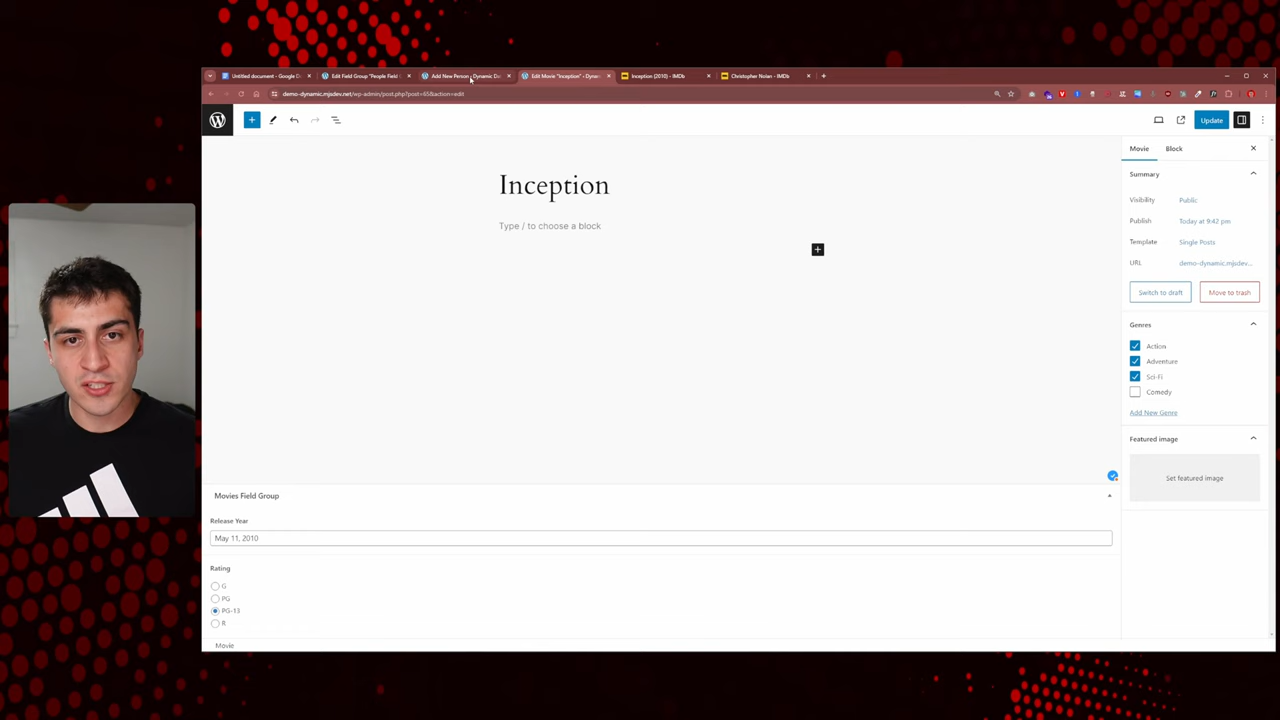 Untitled document - Google D
Edit Field Group "People Field
Add New Person ‹ Dynamic Da
Edit Movie "Inception" ‹ Dynam
Inception (2010) - IMDb
Christopher Nolan - IMDb
demo-dynamic.mjsdev.net/wp-admin/post.php?post=65&action=edit
Update
Inception
Type / to choose a block
Movie
Block
Summary
Visibility
Public
Publish
Today at 9:42 pm
Template
Single Posts
URL
demo-dynamic.mjsdev...
Switch to draft
Move to trash
Genres
Action
Adventure
Sci-Fi
Comedy
Add New Genre
Featured image
Set featured image
Movies Field Group
Release Year
May 11, 2010
Rating
G
PG
PG-13
R
Movie